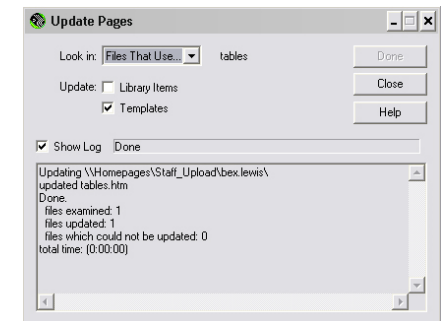 Update Pages
Look in: Files That Use... tables
Done
Update: Library Items
Close
Templates
Help
Show Log Done
Updating \\Homepages\Staff_Upload\bex.lewis\
updated tables.htm
Done.
files examined: 1
files updated: 1
files which could not be updated: 0
total time: (0:00:00)